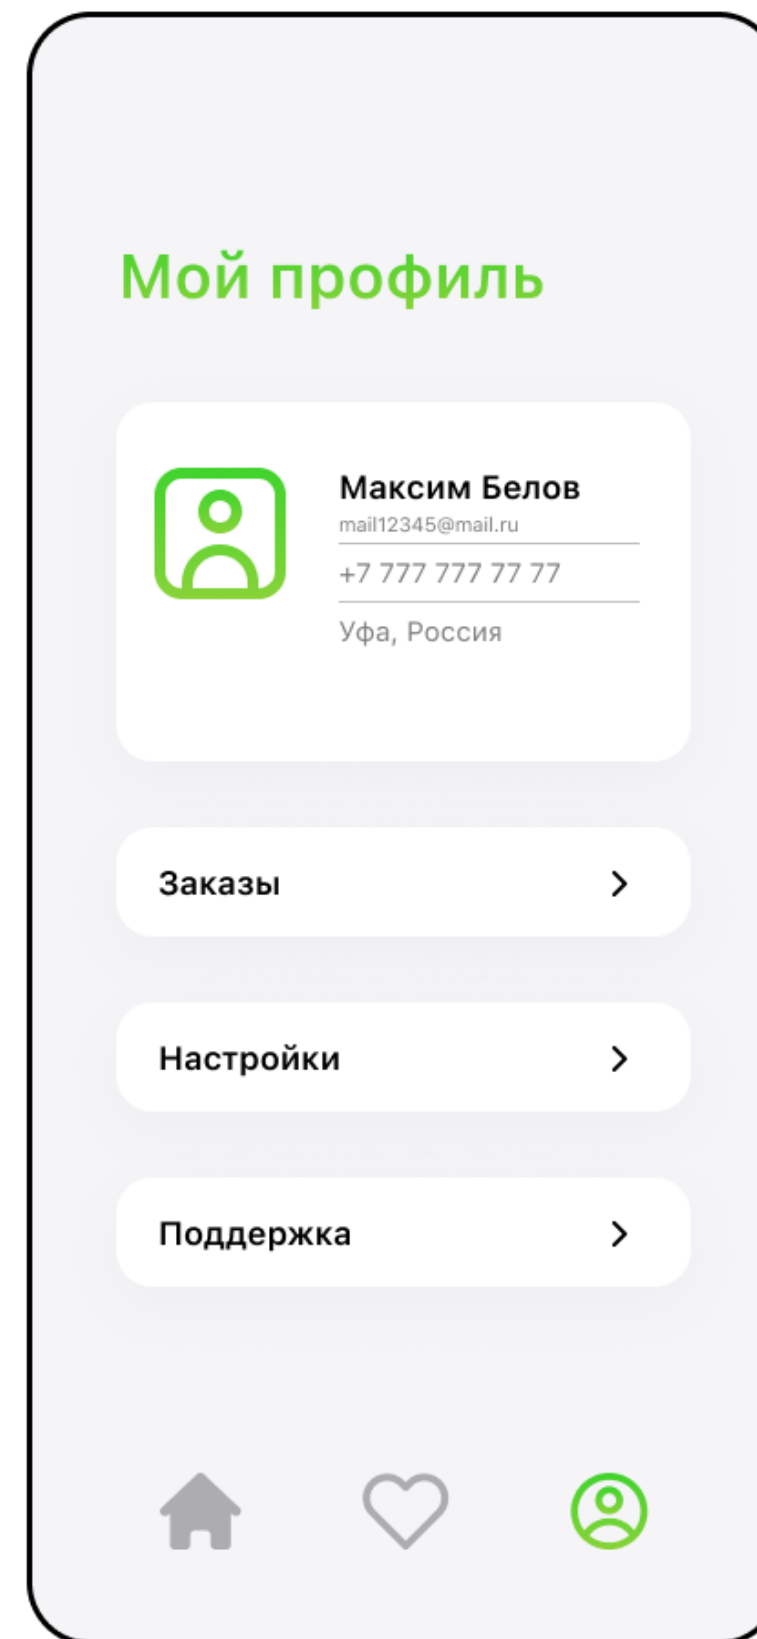 Мой профиль
Максим Белов
mail12345@mail.ru
+7 777 777 77 77
Уфа, Россия
Заказы
Настройки
Поддержка